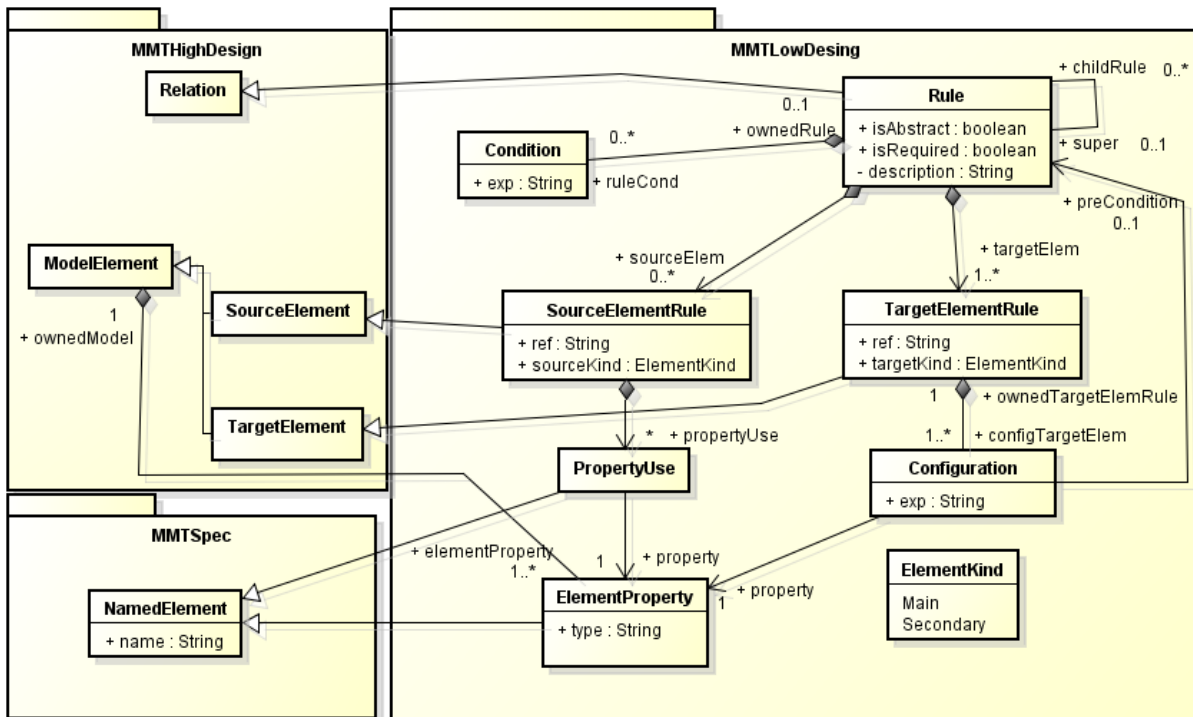 MMTHighDesign
Relation
ModelElement
1
+ ownedModel
SourceElement
TargetElement
MMTSpec
NamedElement
+ name : String
MMTLowDesing
Rule
+ isAbstract : boolean
+ isRequired : boolean
- description : String
+ childRule
0..*
+ super
0..1
0..1
+ ownedRule
0..*
+ ruleCond
Condition
+ exp : String
+ preCondition
0..1
+ sourceElem
0..*
+ targetElem
1..*
SourceElementRule
+ ref : String
+ sourceKind : ElementKind
TargetElementRule
+ ref : String
+ targetKind : ElementKind
1
+ ownedTargetElemRule
1..*
+ configTargetElem
*
+ propertyUse
PropertyUse
Configuration
+ exp : String
+ elementProperty
1..*
1
+ property
1
+ property
ElementProperty
+ type : String
ElementKind
Main
Secondary